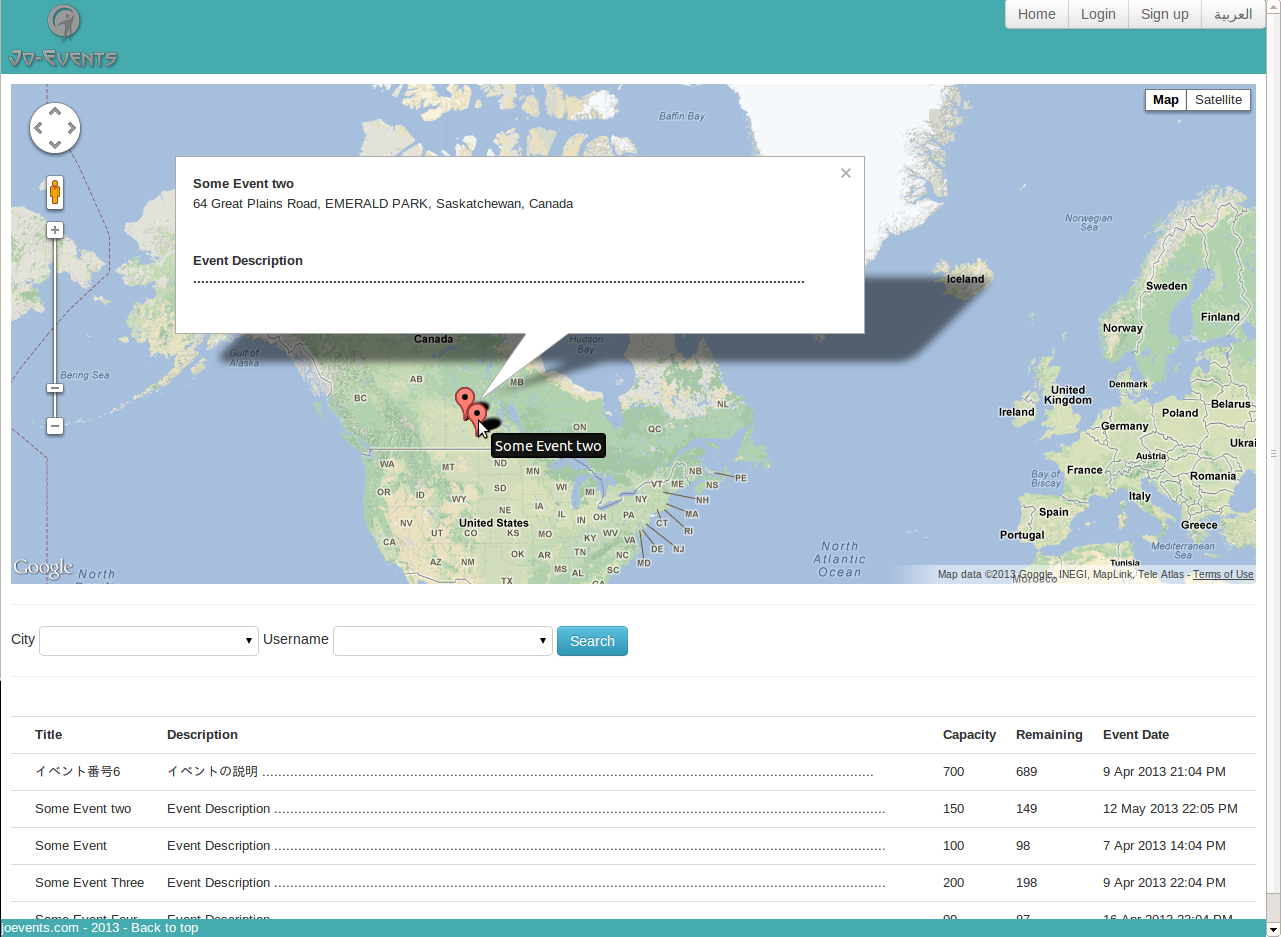 Jo-Events
Home Login Sign up العربية
Map Satellite
Baffin Bay
Some Event two
64 Great Plains Road, EMERALD PARK, Saskatchewan, Canada
Event Description
Norwegian
Sea
Iceland
Sweden
Finland
Norway
Canada
Hudson
Bay
Gulf of
Alaska
Bering Sea
AB
MB
BC
NL
ON
QC
Denmark
United
Kingdom
Ireland
Poland
Belarus
Germany
Ukrai
Austria
France
Romania
Bay of
Biscay
Italy
Spain
Greece
Portugal
Mediterranean
Sea
Tunisia
Morocco
Some Event two
WA
MT
ND
MN
NB
PE
OR
ID
WY
SD
WI
MI
VT
ME
NS
NY
NH
NE
IA
IL
IN
OH
PA
MA
NV
UT
CO
United States
KS
MO
KY
WV
VA
CT
RI
CA
AZ
NM
OK
AR
TN
NC
DE
NJ
MD
TX
MS
AL
SC
GA
North
Atlantic
Ocean
Google
North
Map data ©2013 Google, INEGI, MapLink, Tele Atlas - Terms of Use
City Username Search
Title Description Capacity Remaining Event Date
イベント番号6 イベントの説明 ........................................................................................................................................................ 700 689 9 Apr 2013 21:04 PM
Some Event two Event Description ........................................................................................................................................................ 150 149 12 May 2013 22:05 PM
Some Event Event Description ........................................................................................................................................................ 100 98 7 Apr 2013 14:04 PM
Some Event Three Event Description ........................................................................................................................................................ 200 198 9 Apr 2013 22:04 PM
Some Event Four Event Description 90 87 16 Apr 2013 23:04 PM
joevents.com - 2013 - Back to top